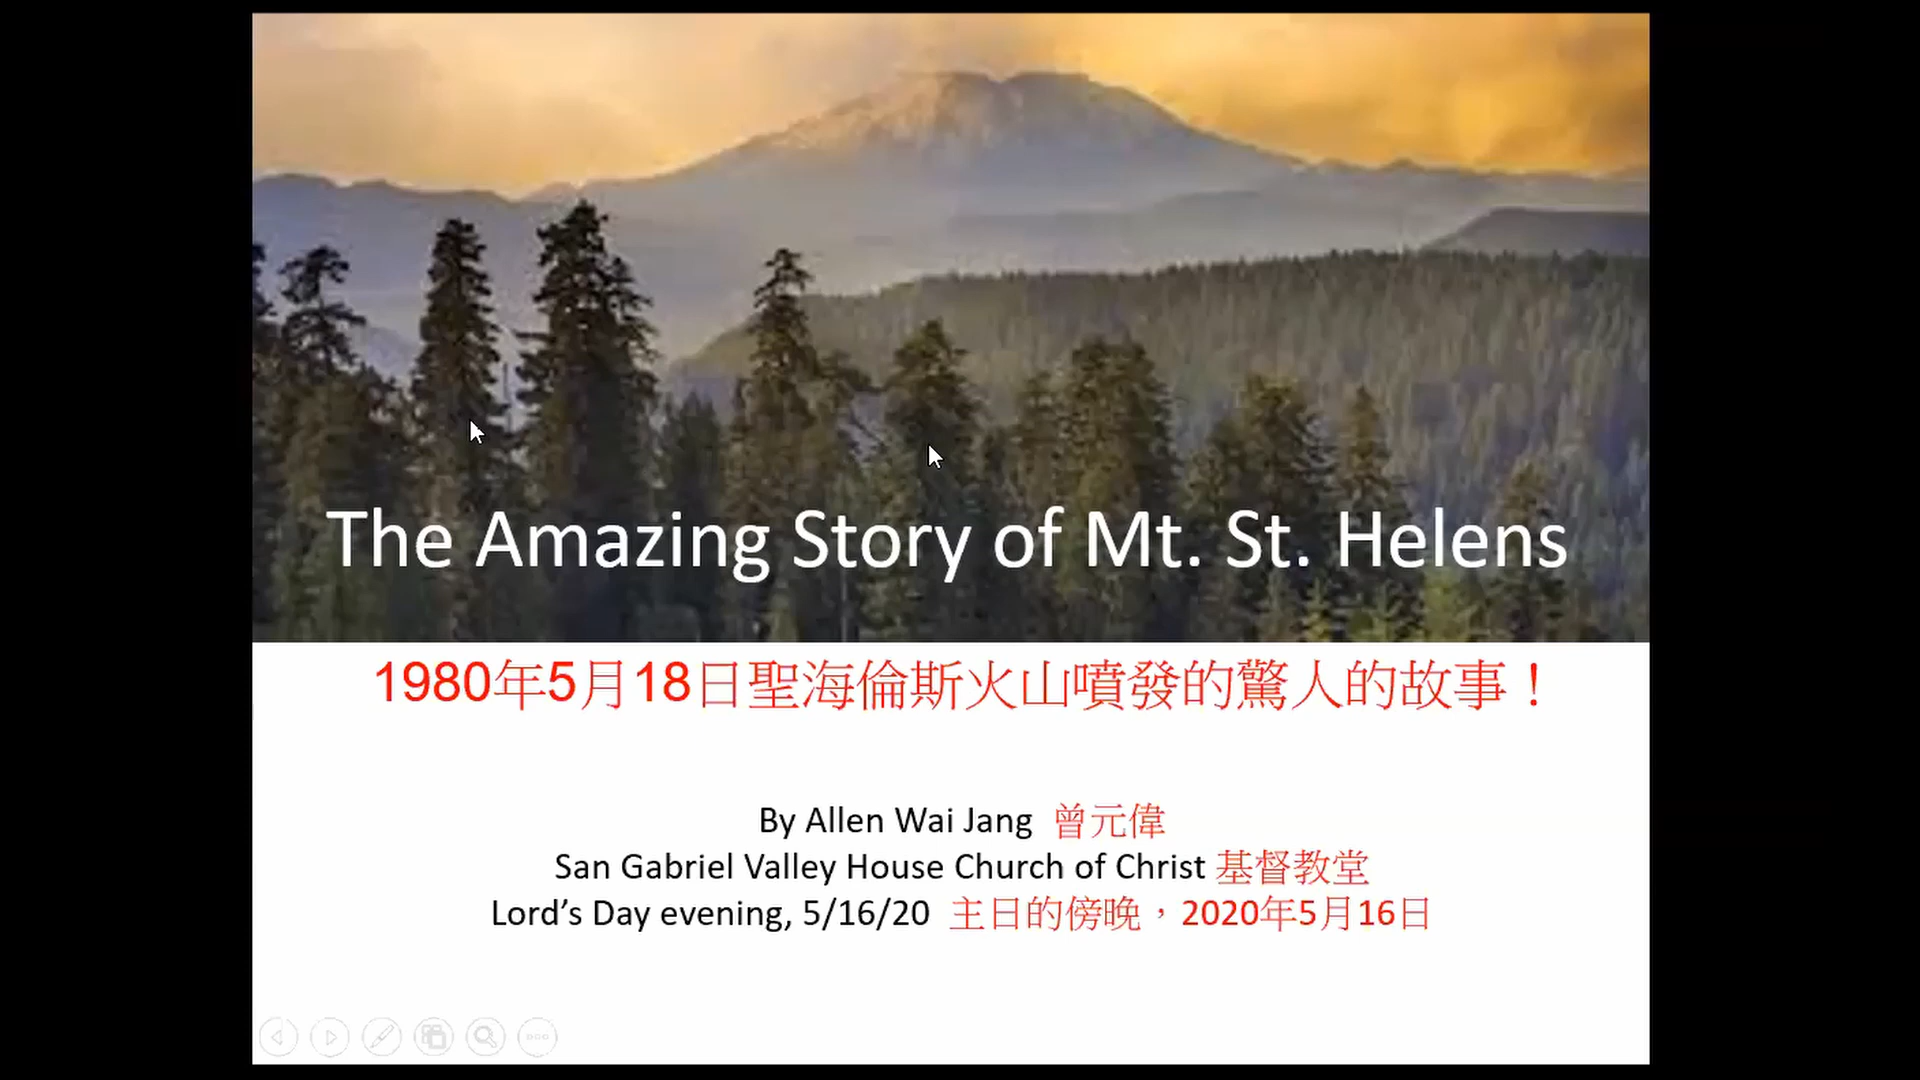 The Amazing Story of Mt. St. Helens
1980年5月18日聖海倫斯火山噴發的驚人的故事！
By Allen Wai Jang 曾元偉
San Gabriel Valley House Church of Christ 基督教堂
Lord’s Day evening, 5/16/20 主日的傍晚，2020年5月16日